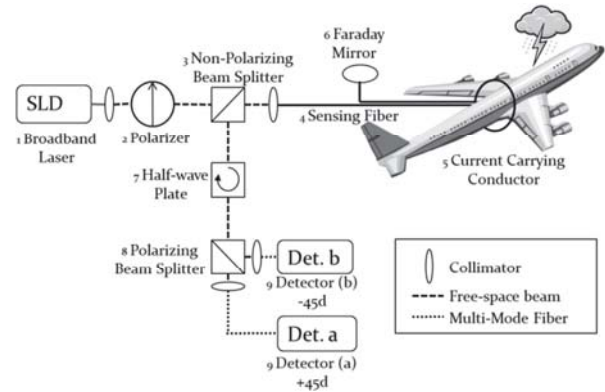 6 Faraday
Mirror
3 Non-Polarizing
Beam Splitter
SLD
1 Broadband
Laser
2 Polarizer
4 Sensing Fiber
5 Current Carrying
Conductor
7 Half-wave
Plate
8 Polarizing
Beam Splitter
Det. b
9 Detector (b)
-45d
Det. a
9 Detector (a)
+45d
Collimator
Free-space beam
Multi-Mode Fiber